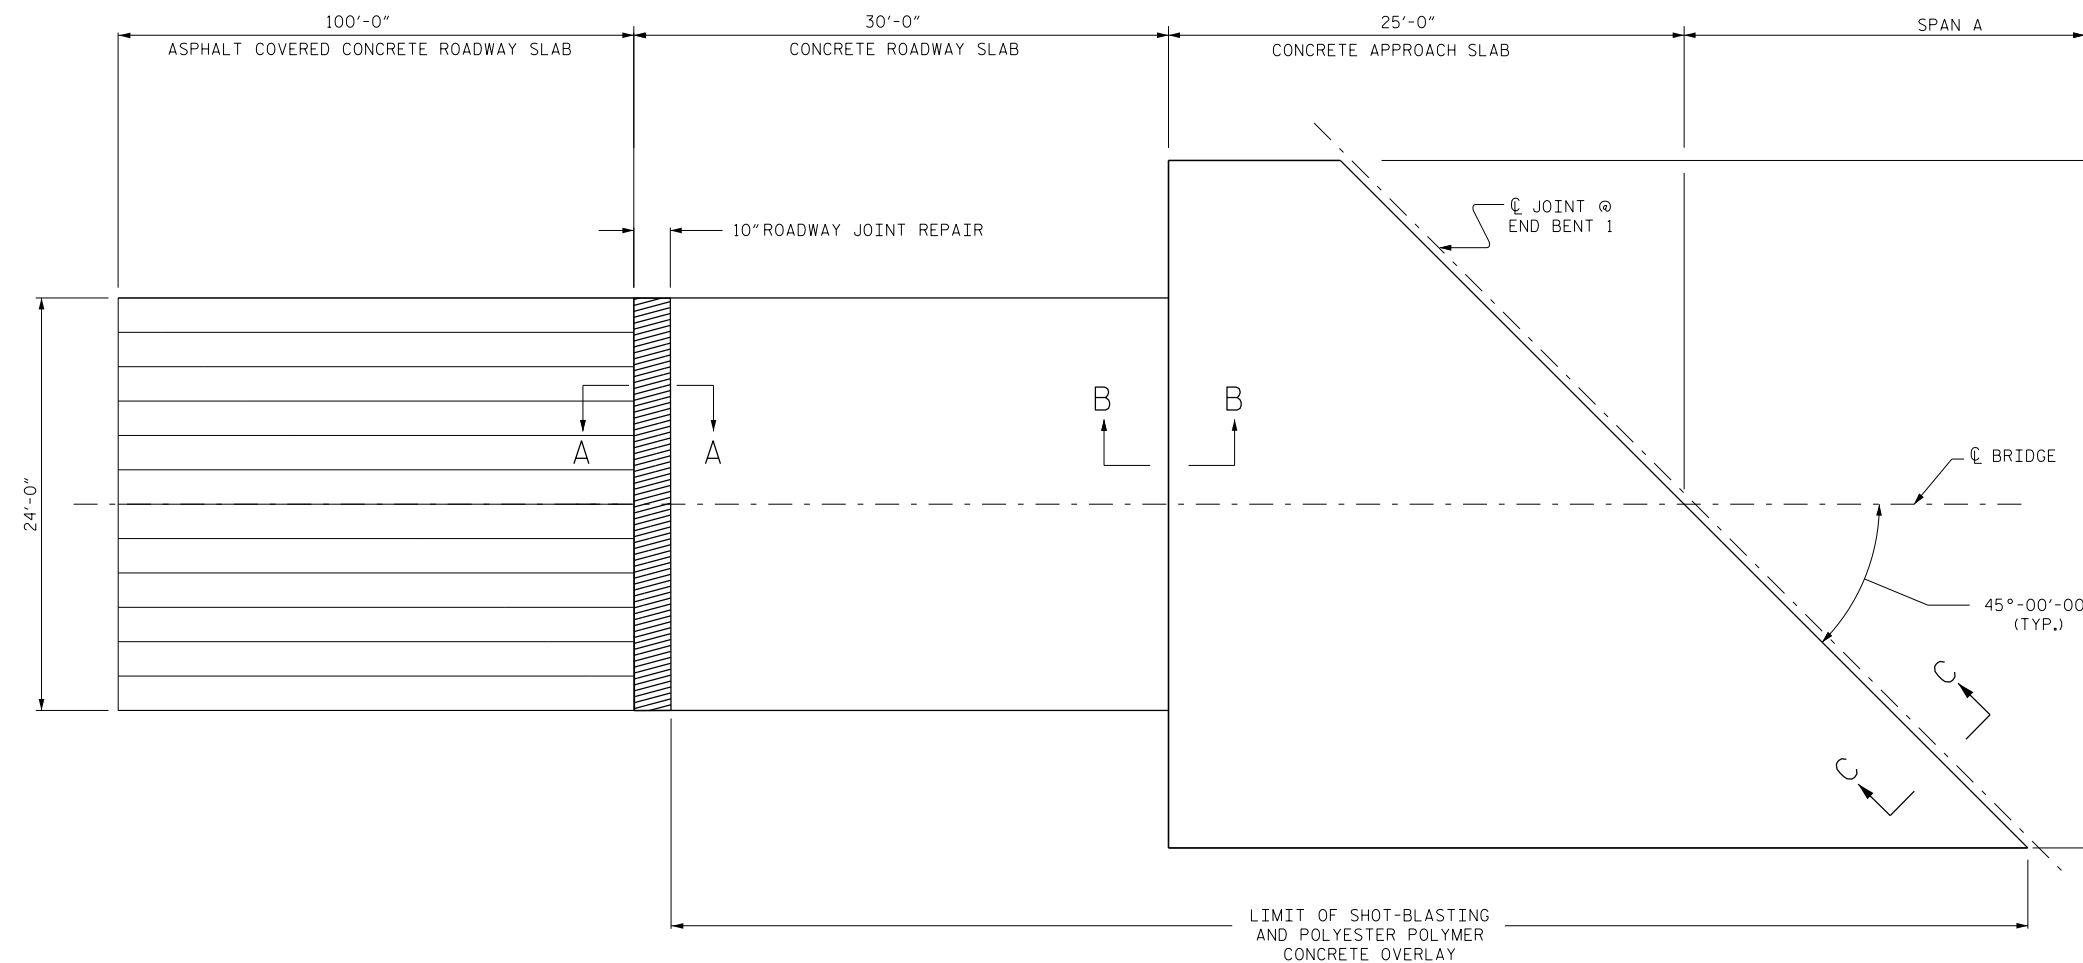 100'-0" 30'-0" 25'-0" SPAN A
ASPHALT COVERED CONCRETE ROADWAY SLAB CONCRETE ROADWAY SLAB CONCRETE APPROACH SLAB
℄ JOINT @
END BENT 1
10" ROADWAY JOINT REPAIR
B B
A A
℄ BRIDGE
24'-0"
45°-00'-00
(TYP.)
C
C
LIMIT OF SHOT-BLASTING
AND POLYESTER POLYMER
CONCRETE OVERLAY